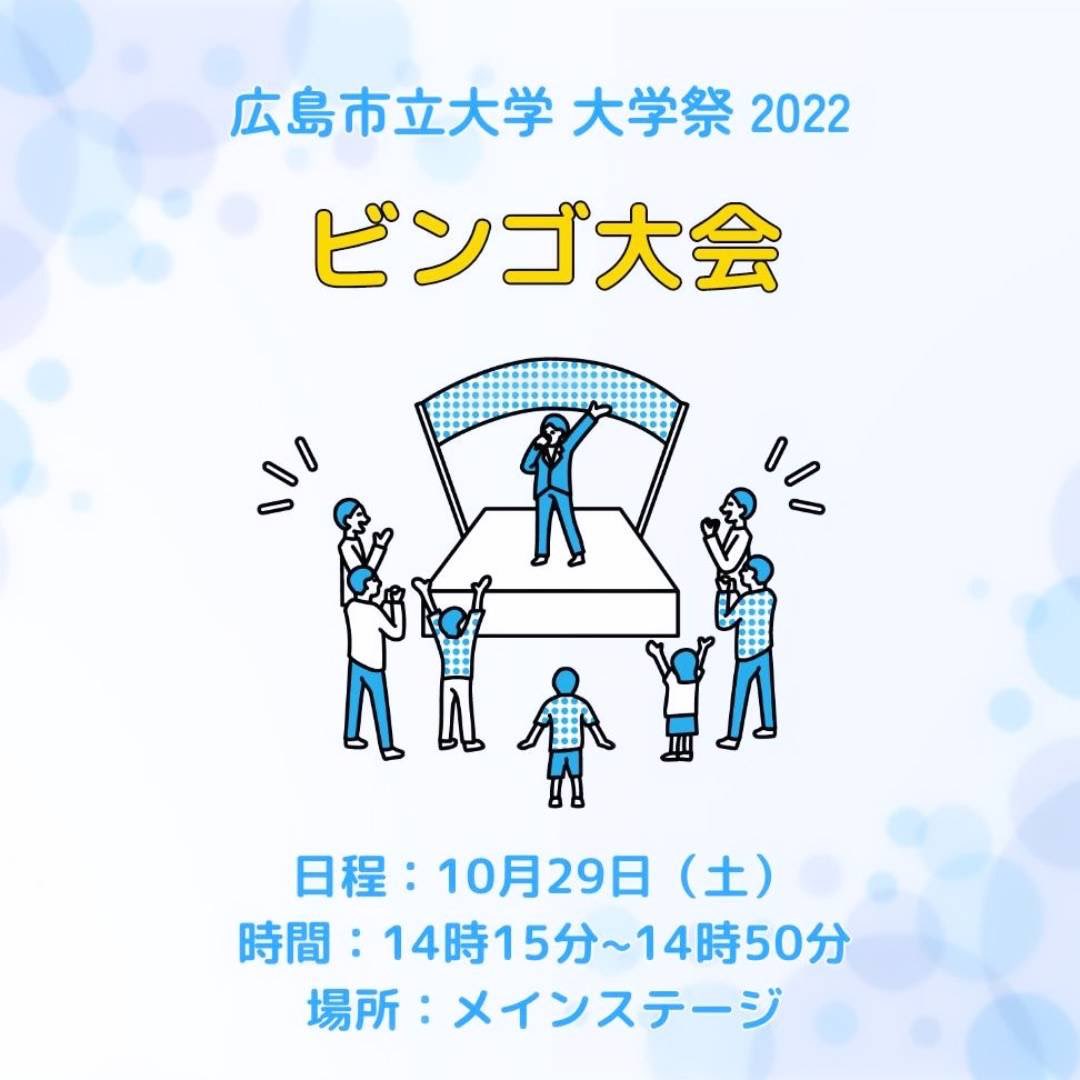 広島市立大学 大学祭 2022
ビンゴ大会
日程：10月29日（土）
時間：14時15分~14時50分
場所：メインステージ